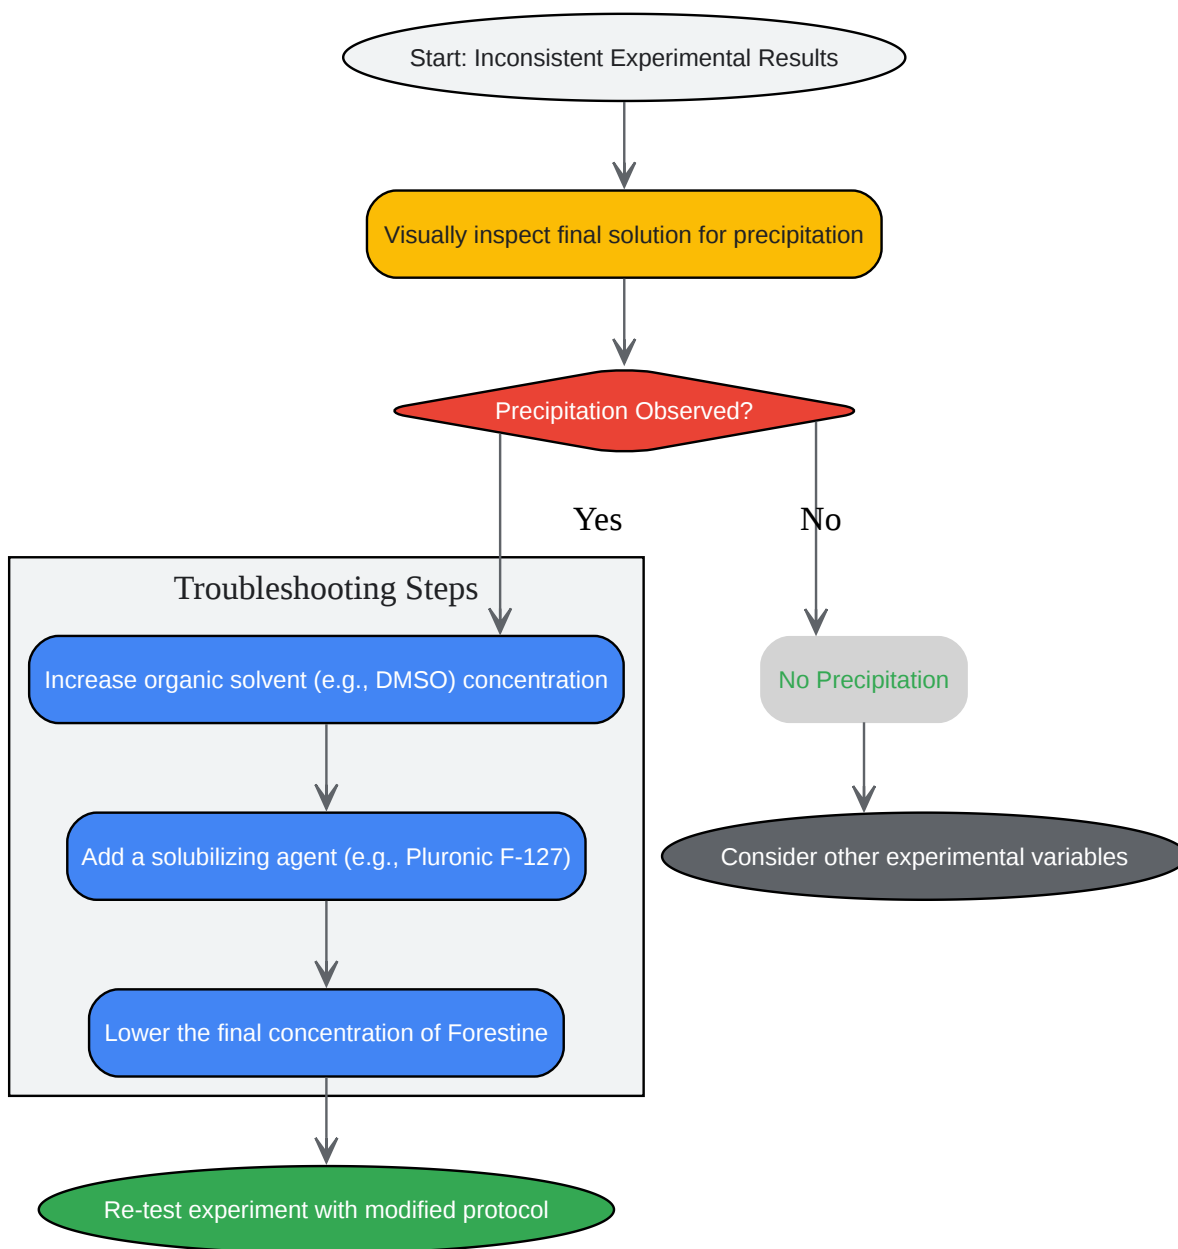 Start: Inconsistent Experimental Results
Visually inspect final solution for precipitation
Precipitation Observed?
Yes
No
Troubleshooting Steps
Increase organic solvent (e.g., DMSO) concentration
No Precipitation
Add a solubilizing agent (e.g., Pluronic F-127)
Consider other experimental variables
Lower the final concentration of Forestine
Re-test experiment with modified protocol